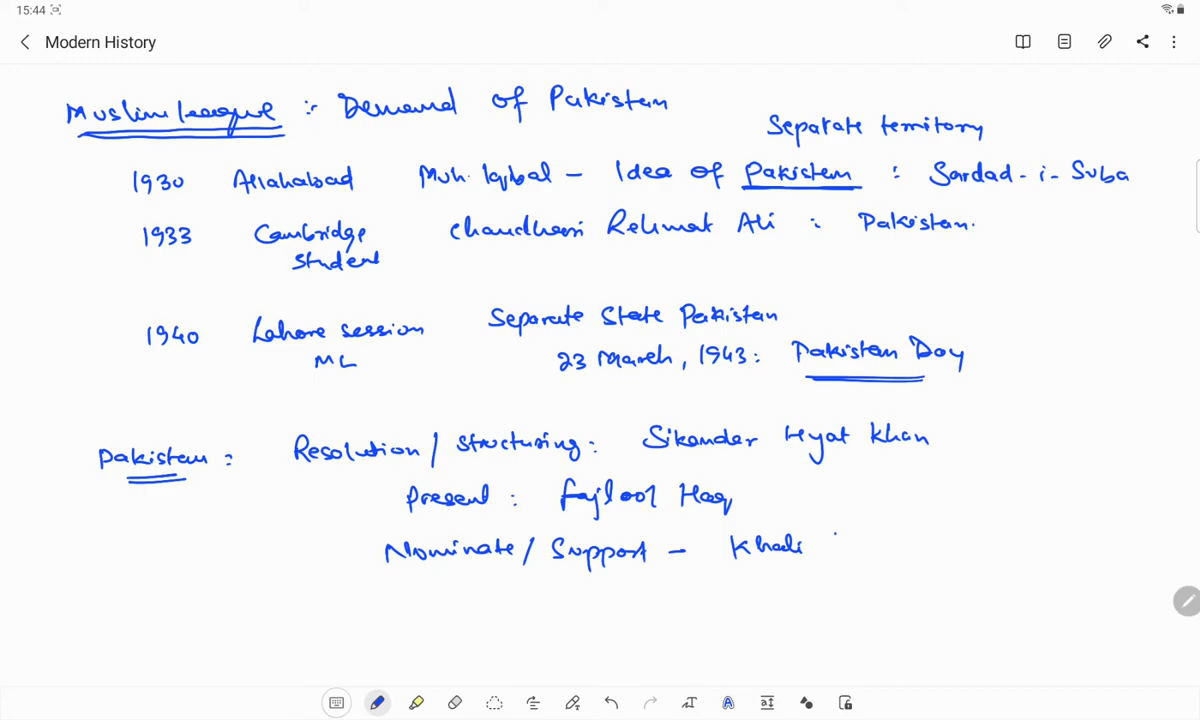 15:44
Modern History
Muslim league :- Demand of Pakistan
Separate territory
1930 Allahabad Muh. Iqbal - Idea of Pakistan : Sardad-i-Suba
1933 Cambridge student Chaudhari Rehmat Ali : Pakistan.
1940 Lahore session ML Separate State Pakistan
23 March, 1943: Pakistan Day
Pakistan : Resolution / Structuring : Sikandar Hyat Khan
Present : Fajlool Haq
Nominate / Support - Khali